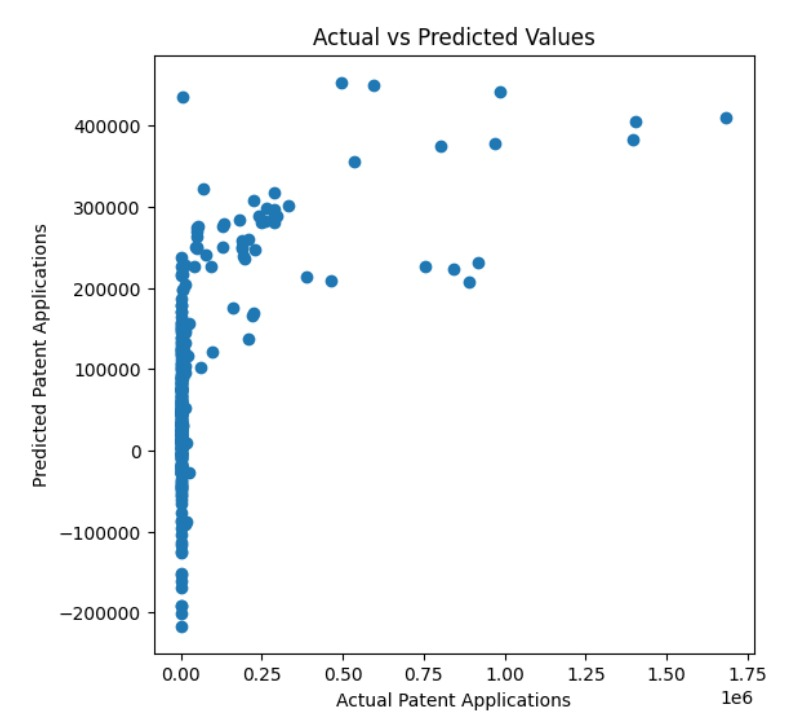 Actual vs Predicted Values
Predicted Patent Applications
400000
300000
200000
100000
0
−100000
−200000
0.00 0.25 0.50 0.75 1.00 1.25 1.50 1.75
1e6
Actual Patent Applications